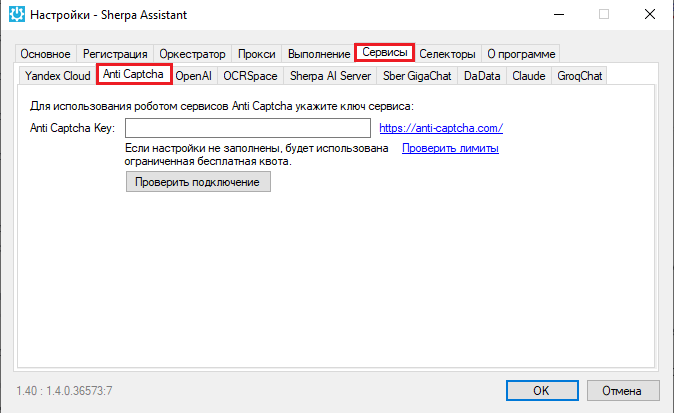 Настройки - Sherpa Assistant
Основное Регистрация Оркестратор Прокси Выполнение Сервисы Селекторы О программе
Yandex Cloud Anti Captcha OpenAI OCRSpace Sherpa AI Server Sber GigaChat DaData Claude GroqChat
Для использования роботом сервисов Anti Captcha укажите ключ сервиса:
Anti Captcha Key: https://anti-captcha.com/
Если настройки не заполнены, будет использована Проверить лимиты
ограниченная бесплатная квота.
Проверить подключение
1.40 : 1.4.0.36573:7 OK Отмена